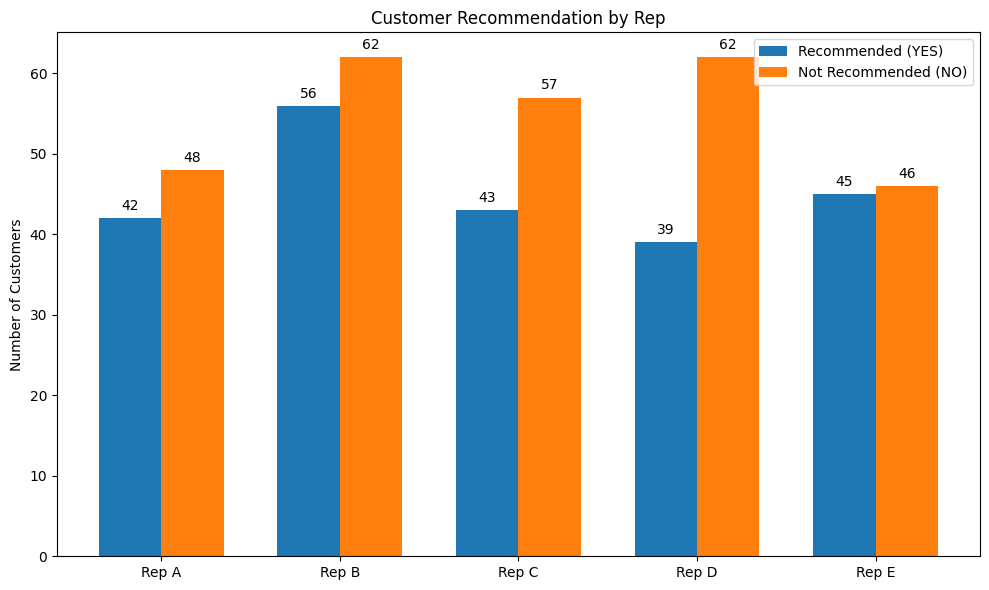 Customer Recommendation by Rep
Recommended (YES)
Not Recommended (NO)
Number of Customers
60
50
40
30
20
10
0
42
48
56
62
43
57
39
62
45
46
Rep A
Rep B
Rep C
Rep D
Rep E